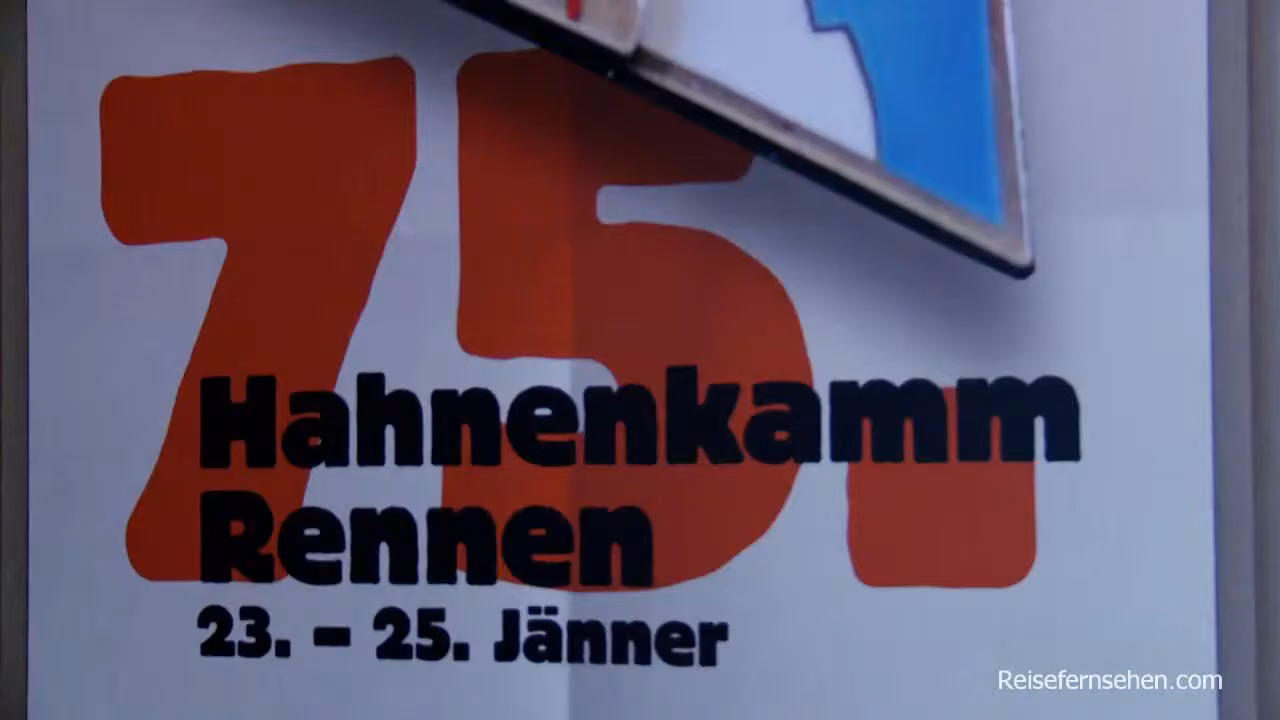 75.
Hahnenkamm
Rennen
23. – 25. Jänner
Reisefernsehen.com